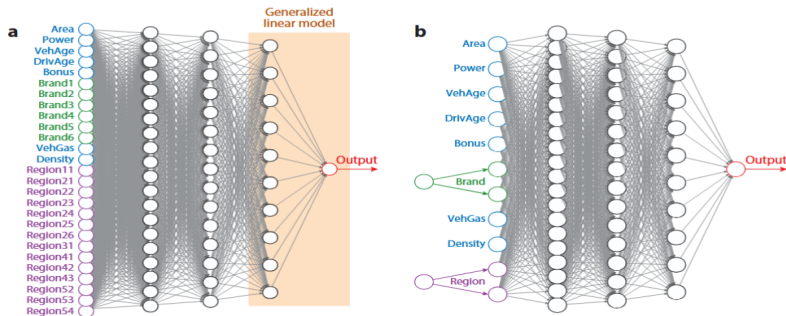 Generalized
linear model
a
Area
Power
VehAge
DrivAge
Bonus
Brand1
Brand2
Brand3
Brand4
Brand5
Brand6
VehGas
Density
Region11
Region21
Region22
Region23
Region24
Region25
Region26
Region31
Region41
Region42
Region43
Region52
Region53
Region54
Output
b
Area
Power
VehAge
DrivAge
Bonus
Brand
VehGas
Density
Region
Output